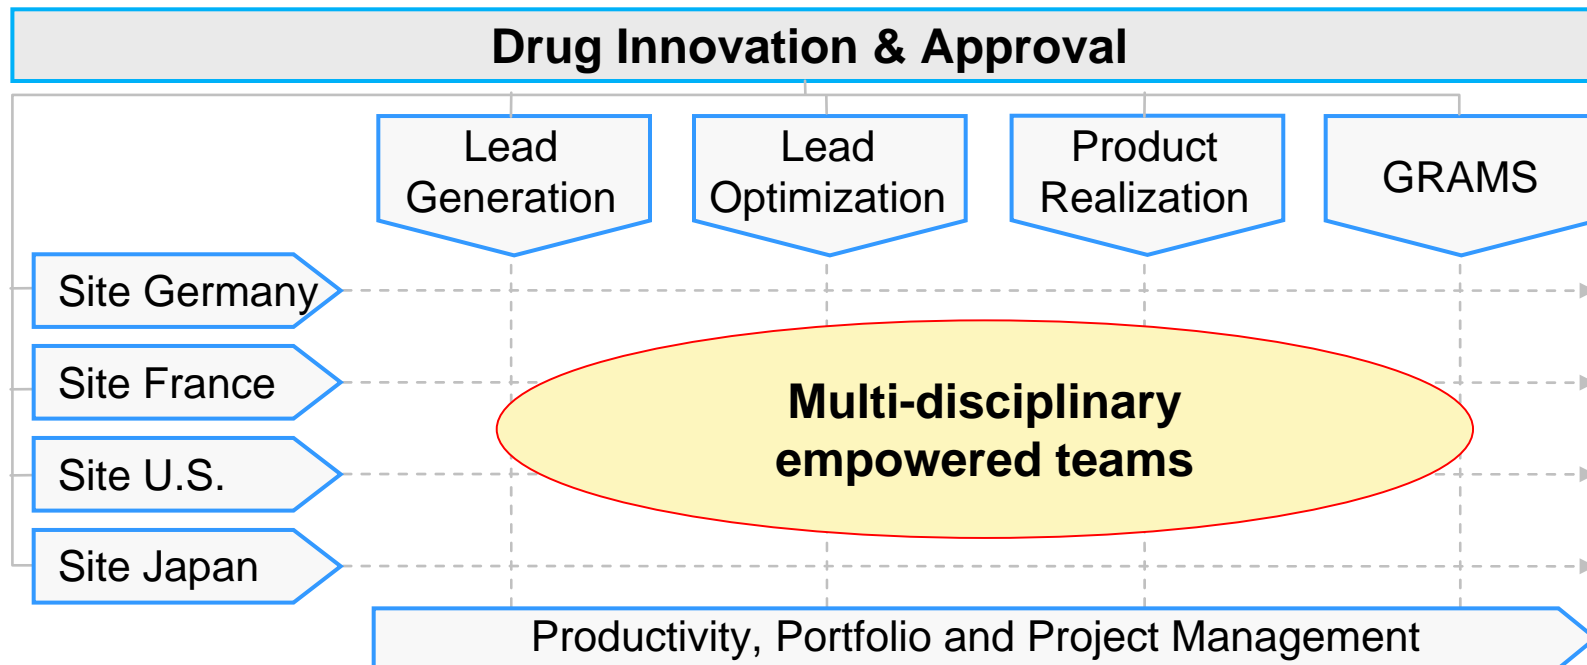 Drug Innovation & Approval
Lead
Generation
Lead
Optimization
Product
Realization
GRAMS
Site Germany
Site France
Site U.S.
Site Japan
Multi-disciplinary
empowered teams
Productivity, Portfolio and Project Management